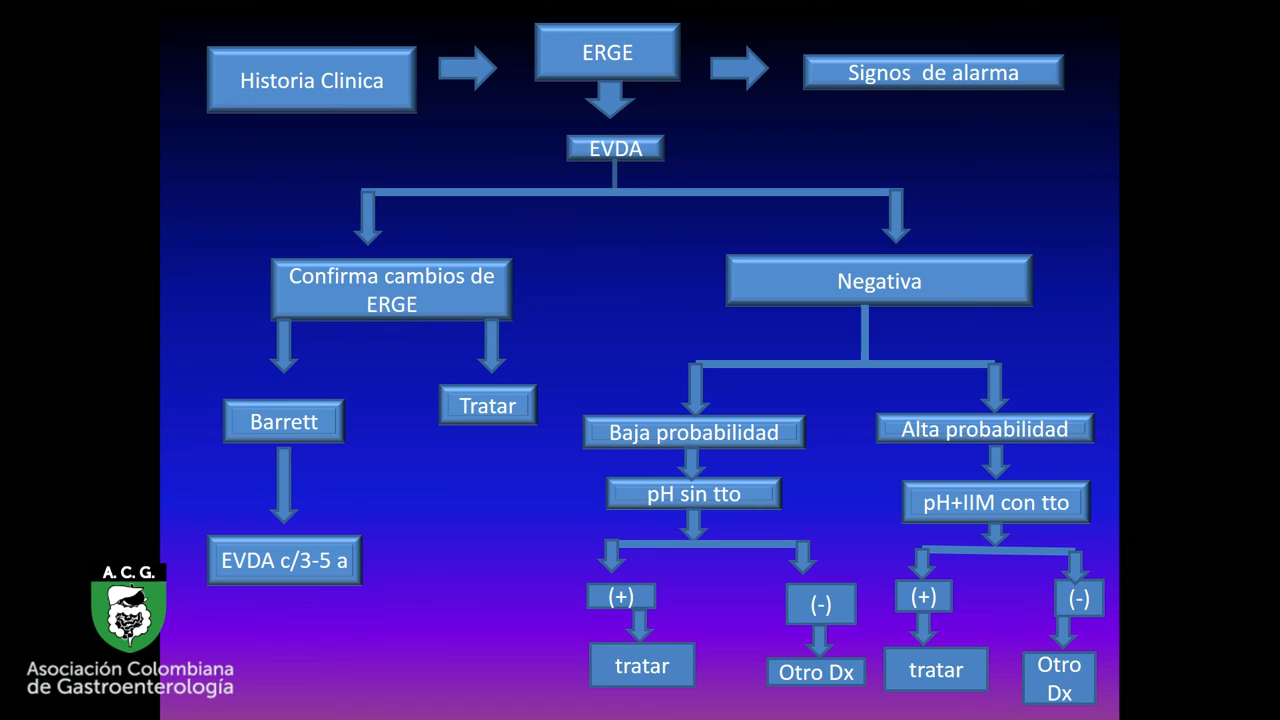 Historia Clinica
ERGE
Signos de alarma
EVDA
Confirma cambios de
ERGE
Negativa
Barrett
Tratar
Baja probabilidad
Alta probabilidad
pH sin tto
pH+IIM con tto
EVDA c/3-5 a
(+)
(-)
(+)
(-)
tratar
Otro Dx
tratar
Otro
Dx
A. C. G.
Asociación Colombiana
de Gastroenterología